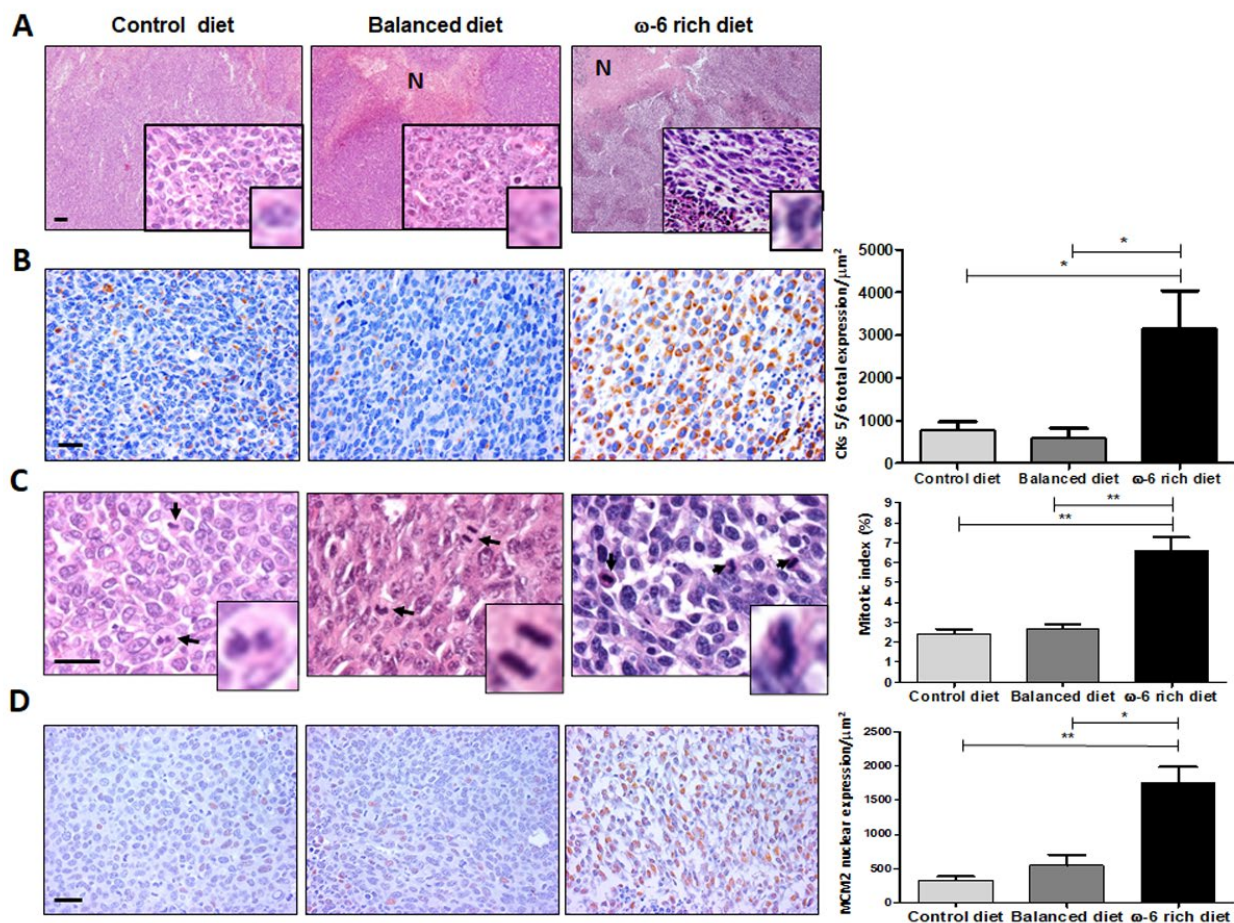 A
Control diet
Balanced diet
ω-6 rich diet
N
N
B
CKs 5/6 total expression/μm²
5000
4000
3000
2000
1000
0
*
*
Control diet
Balanced diet
ω-6 rich diet
C
Mitotic index (%)
9
8
7
6
5
4
3
2
1
0
**
**
Control diet
Balanced diet
ω-6 rich diet
D
MCM2 nuclear expression/μm²
2500
2000
1500
1000
500
0
*
**
Control diet
Balanced diet
ω-6 rich diet